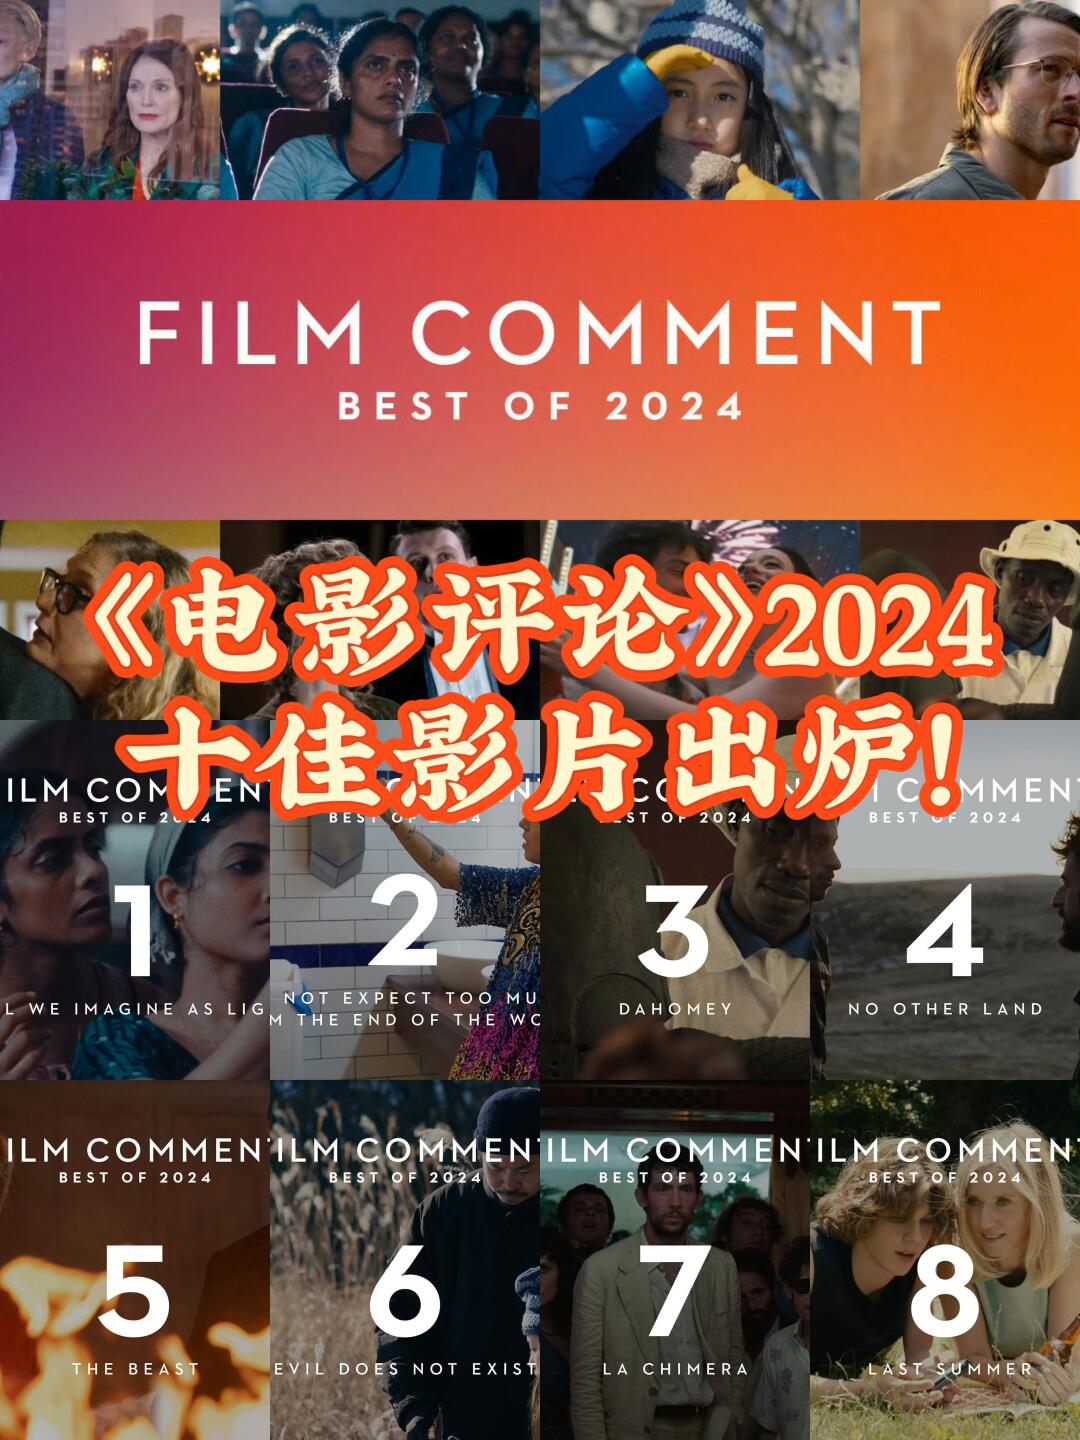 FILM COMMENT
BEST OF 2024
《电影评论》2024
十佳影片出炉!
ILM COM EN
BEST OF 2024
1
L WE IMAGINE AS LIG
BEST OF 2024
2
NOT EXPECT TOO MU
M THE END OF THE WO
EST OF 2024
3
DAHOMEY
M COMMENT
BEST OF 2024
4
NO OTHER LAND
ILM COMMENT
BEST OF 2024
5
THE BEAST
ILM COMMENT
BEST OF 2024
6
EVIL DOES NOT EXIST
ILM COMMENT
BEST OF 2024
7
LA CHIMERA
ILM COMMENT
BEST OF 2024
8
LAST SUMMER